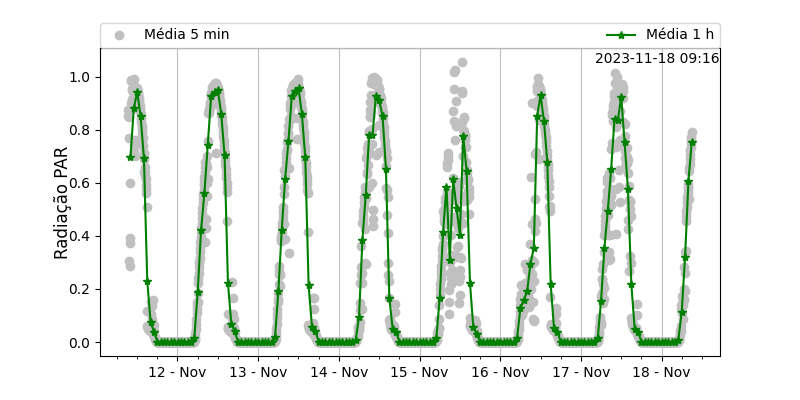 Média 5 min
Média 1 h
2023-11-18 09:16
Radiação PAR
1.0
0.8
0.6
0.4
0.2
0.0
12 - Nov
13 - Nov
14 - Nov
15 - Nov
16 - Nov
17 - Nov
18 - Nov